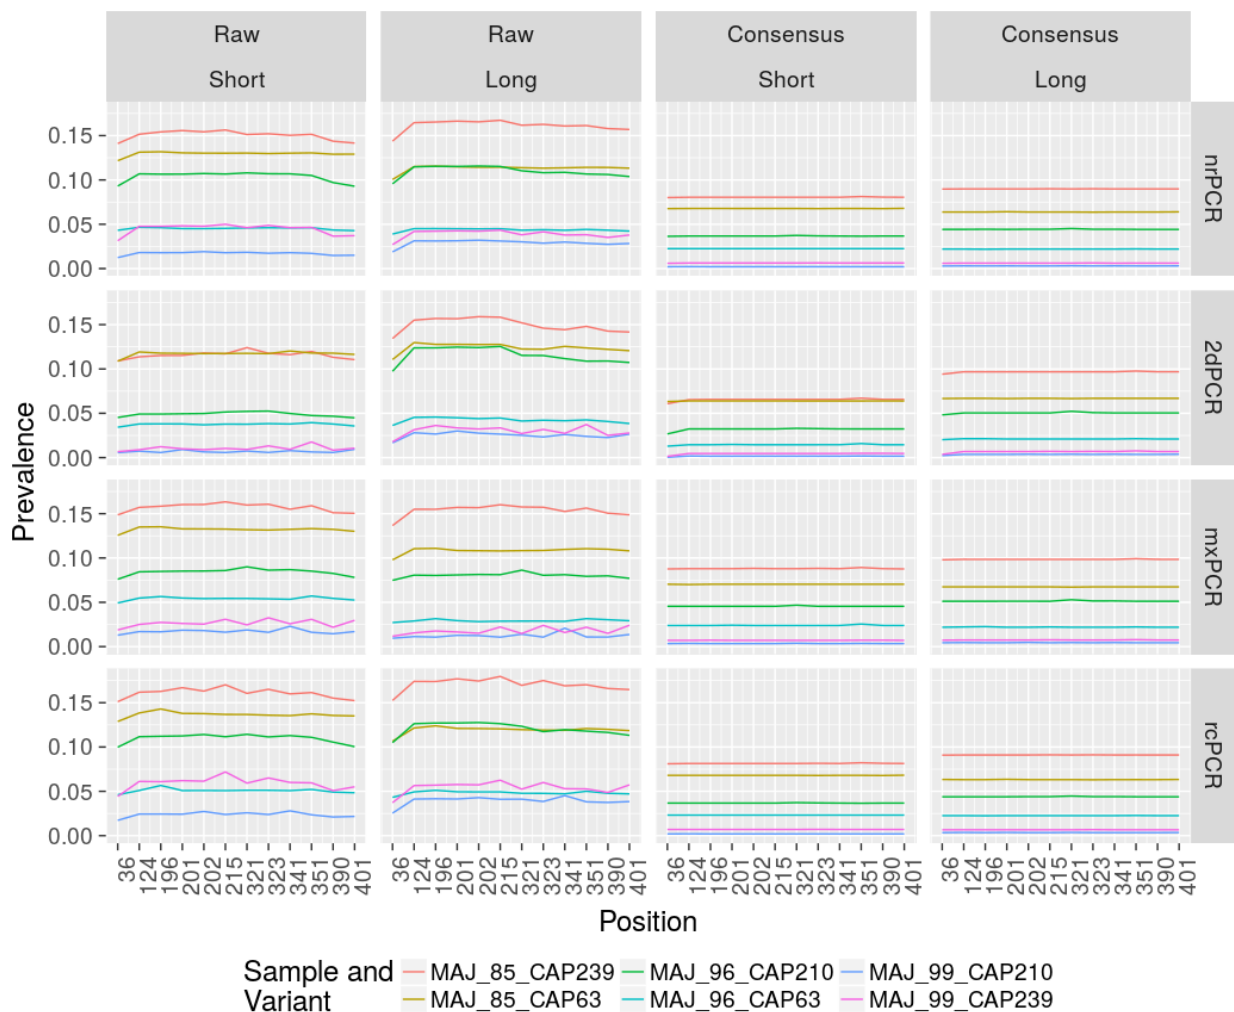 Raw Raw Consensus Consensus
Short Long Short Long
0.15
0.10
0.05
0.00
nrPCR
0.15
0.10
0.05
0.00
2dPCR
0.15
0.10
0.05
0.00
mxPCR
0.15
0.10
0.05
0.00
rcPCR
Prevalence
36 124 196 201 202 215 321 323 341 351 390 401 36 124 196 201 202 215 321 323 341 351 390 401 36 124 196 201 202 215 321 323 341 351 390 401 36 124 196 201 202 215 321 323 341 351 390 401
Position
Sample and
Variant
MAJ_85_CAP239 MAJ_96_CAP210 MAJ_99_CAP210
MAJ_85_CAP63 MAJ_96_CAP63 MAJ_99_CAP239